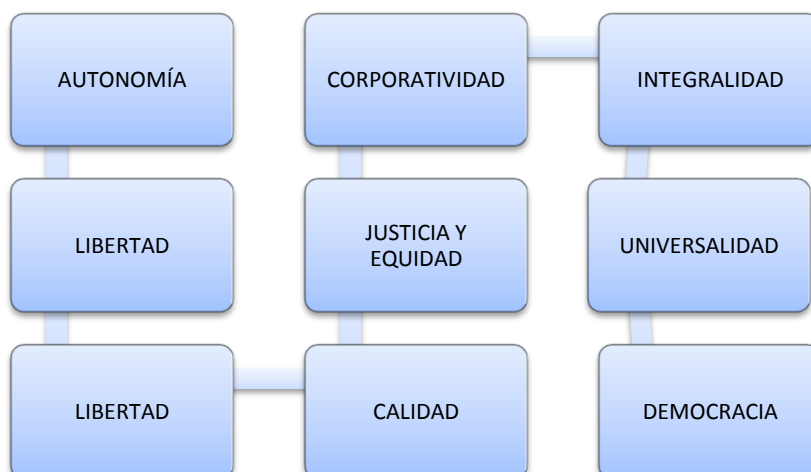 AUTONOMÍA
LIBERTAD
LIBERTAD
CALIDAD
JUSTICIA Y
EQUIDAD
CORPORATIVIDAD
INTEGRALIDAD
UNIVERSALIDAD
DEMOCRACIA